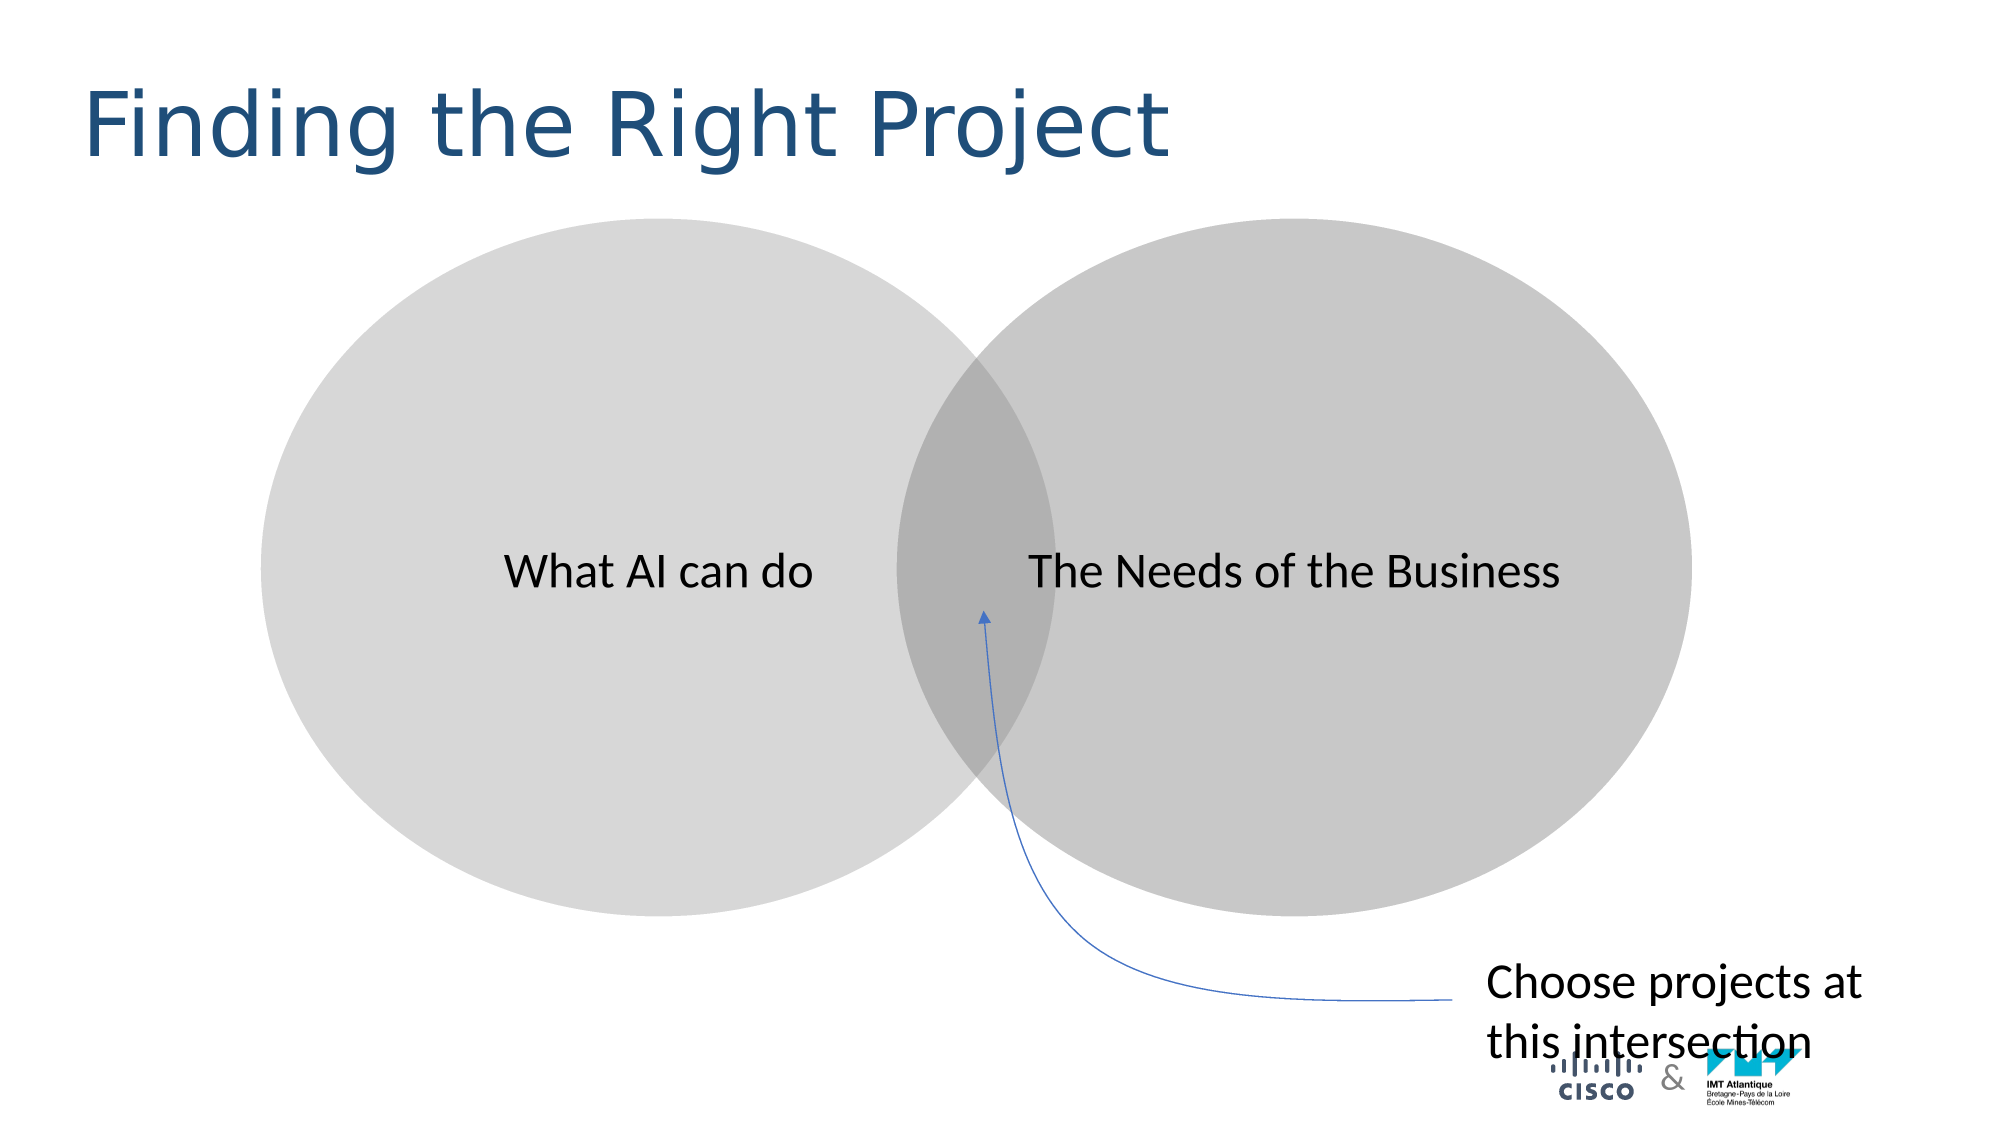 Finding the Right Project
What AI can do
The Needs of the Business
Choose projects at
this intersection
CISCO
&
IMT Atlantique
Bretagne-Pays de la Loire
École Mines-Télécom